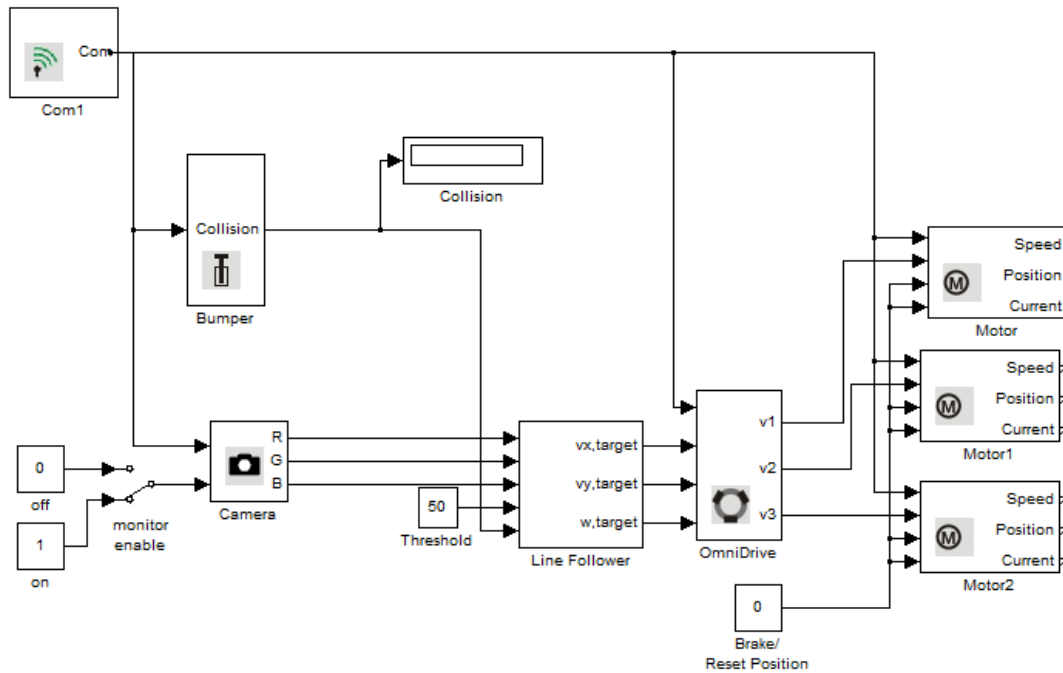 Com
Com1
Collision
Bumper
Collision
0
off
1
on
monitor
enable
R
G
B
Camera
50
Threshold
vx,target
vy,target
w,target
Line Follower
v1
v2
v3
OmniDrive
0
Brake/
Reset Position
Speed
Position
Current
M
Motor
Speed
Position
Current
M
Motor1
Speed
Position
Current
M
Motor2